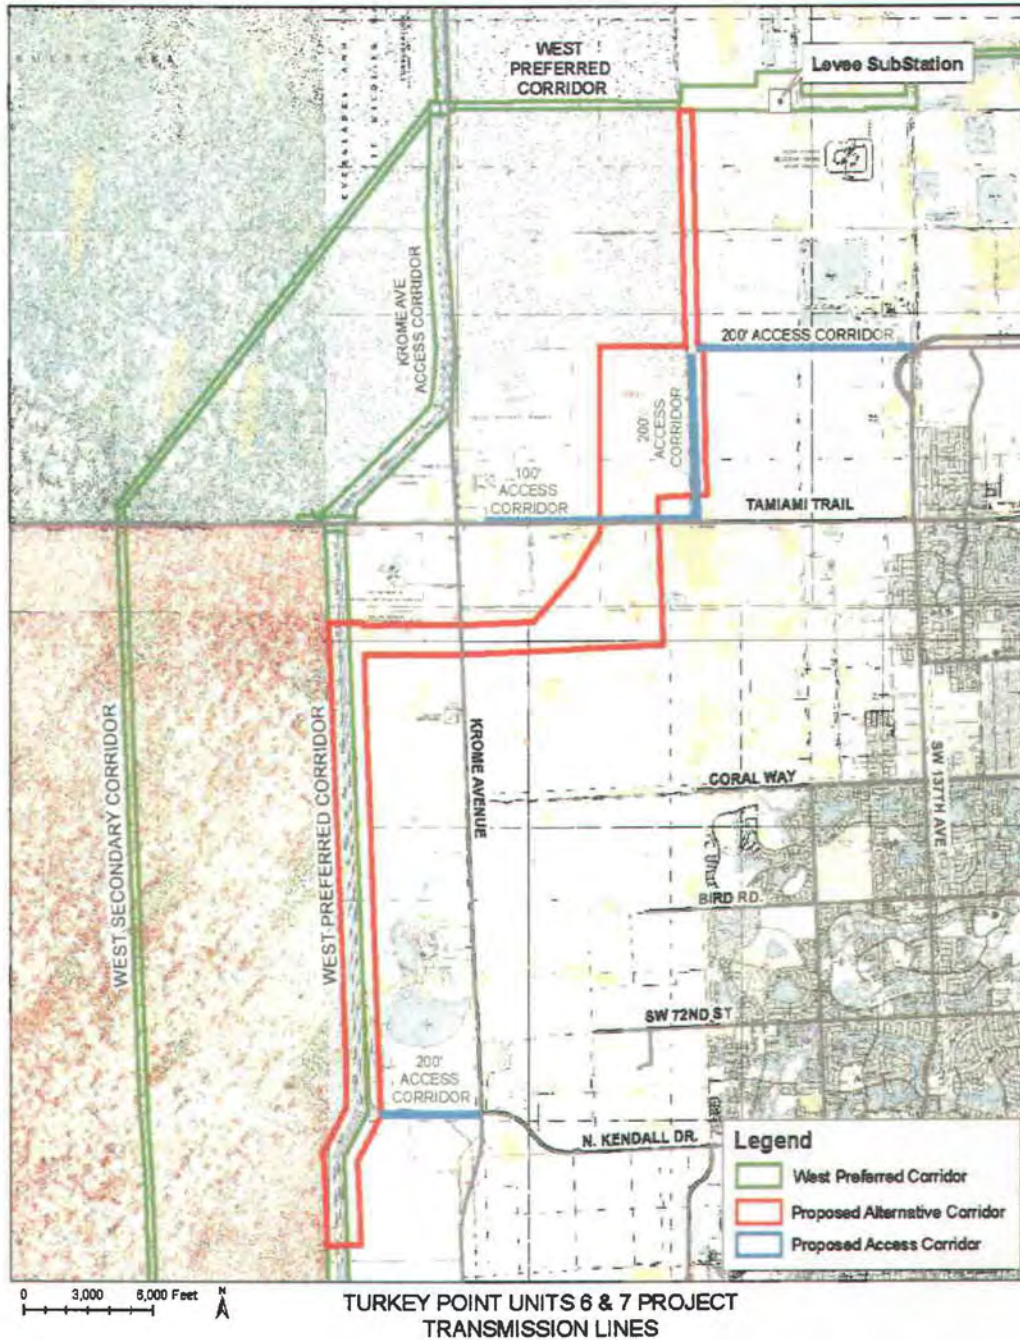 WEST
PREFERRED
CORRIDOR
Levee SubStation
EVERGLADES AND
KROME AVE
ACCESS CORRIDOR
200' ACCESS CORRIDOR
200'
ACCESS
CORRIDOR
100'
ACCESS
CORRIDOR
TAMIAMI TRAIL
WEST SECONDARY CORRIDOR
WEST PREFERRED CORRIDOR
KROME AVENUE
CORAL WAY
SW 137TH AVE
BIRD RD.
SW 72ND ST
200'
ACCESS
CORRIDOR
N. KENDALL DR.
Legend
West Preferred Corridor
Proposed Alternative Corridor
Proposed Access Corridor
0 3,000 6,000 Feet
N
TURKEY POINT UNITS 6 & 7 PROJECT
TRANSMISSION LINES